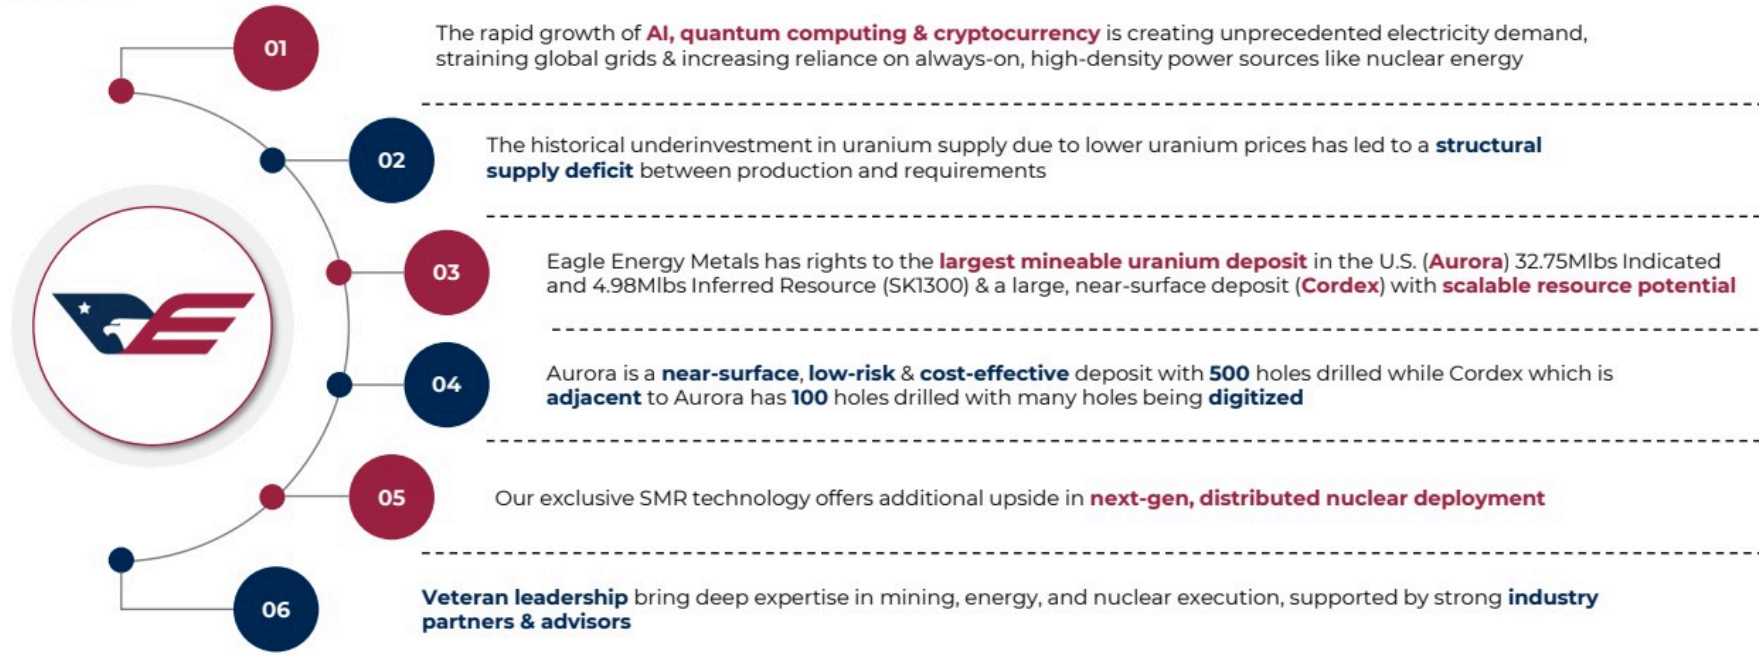 01
The rapid growth of AI, quantum computing & cryptocurrency is creating unprecedented electricity demand,
straining global grids & increasing reliance on always-on, high-density power sources like nuclear energy
02
The historical underinvestment in uranium supply due to lower uranium prices has led to a structural
supply deficit between production and requirements
03
Eagle Energy Metals has rights to the largest mineable uranium deposit in the U.S. (Aurora) 32.75Mlbs Indicated
and 4.98Mlbs Inferred Resource (SK1300) & a large, near-surface deposit (Cordex) with scalable resource potential
04
Aurora is a near-surface, low-risk & cost-effective deposit with 500 holes drilled while Cordex which is
adjacent to Aurora has 100 holes drilled with many holes being digitized
05
Our exclusive SMR technology offers additional upside in next-gen, distributed nuclear deployment
06
Veteran leadership bring deep expertise in mining, energy, and nuclear execution, supported by strong industry
partners & advisors